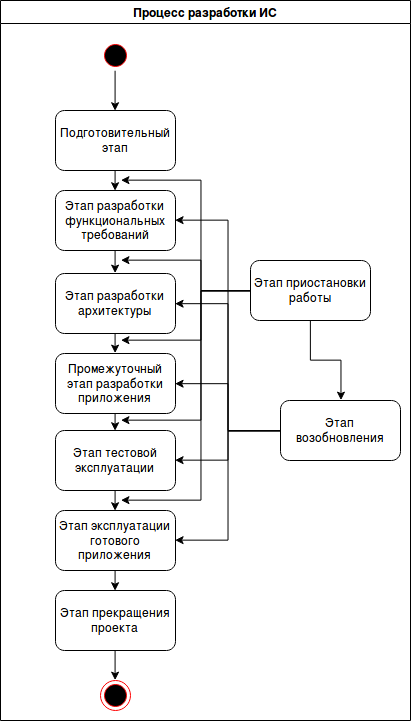 Процесс разработки ИС
Подготовительный
этап
Этап разработки
функциональных
требований
Этап разработки
архитектуры
Этап приостановки
работы
Промежуточный
этап разработки
приложения
Этап
возобновления
Этап тестовой
эксплуатации
Этап эксплуатации
готового
приложения
Этап прекращения
проекта